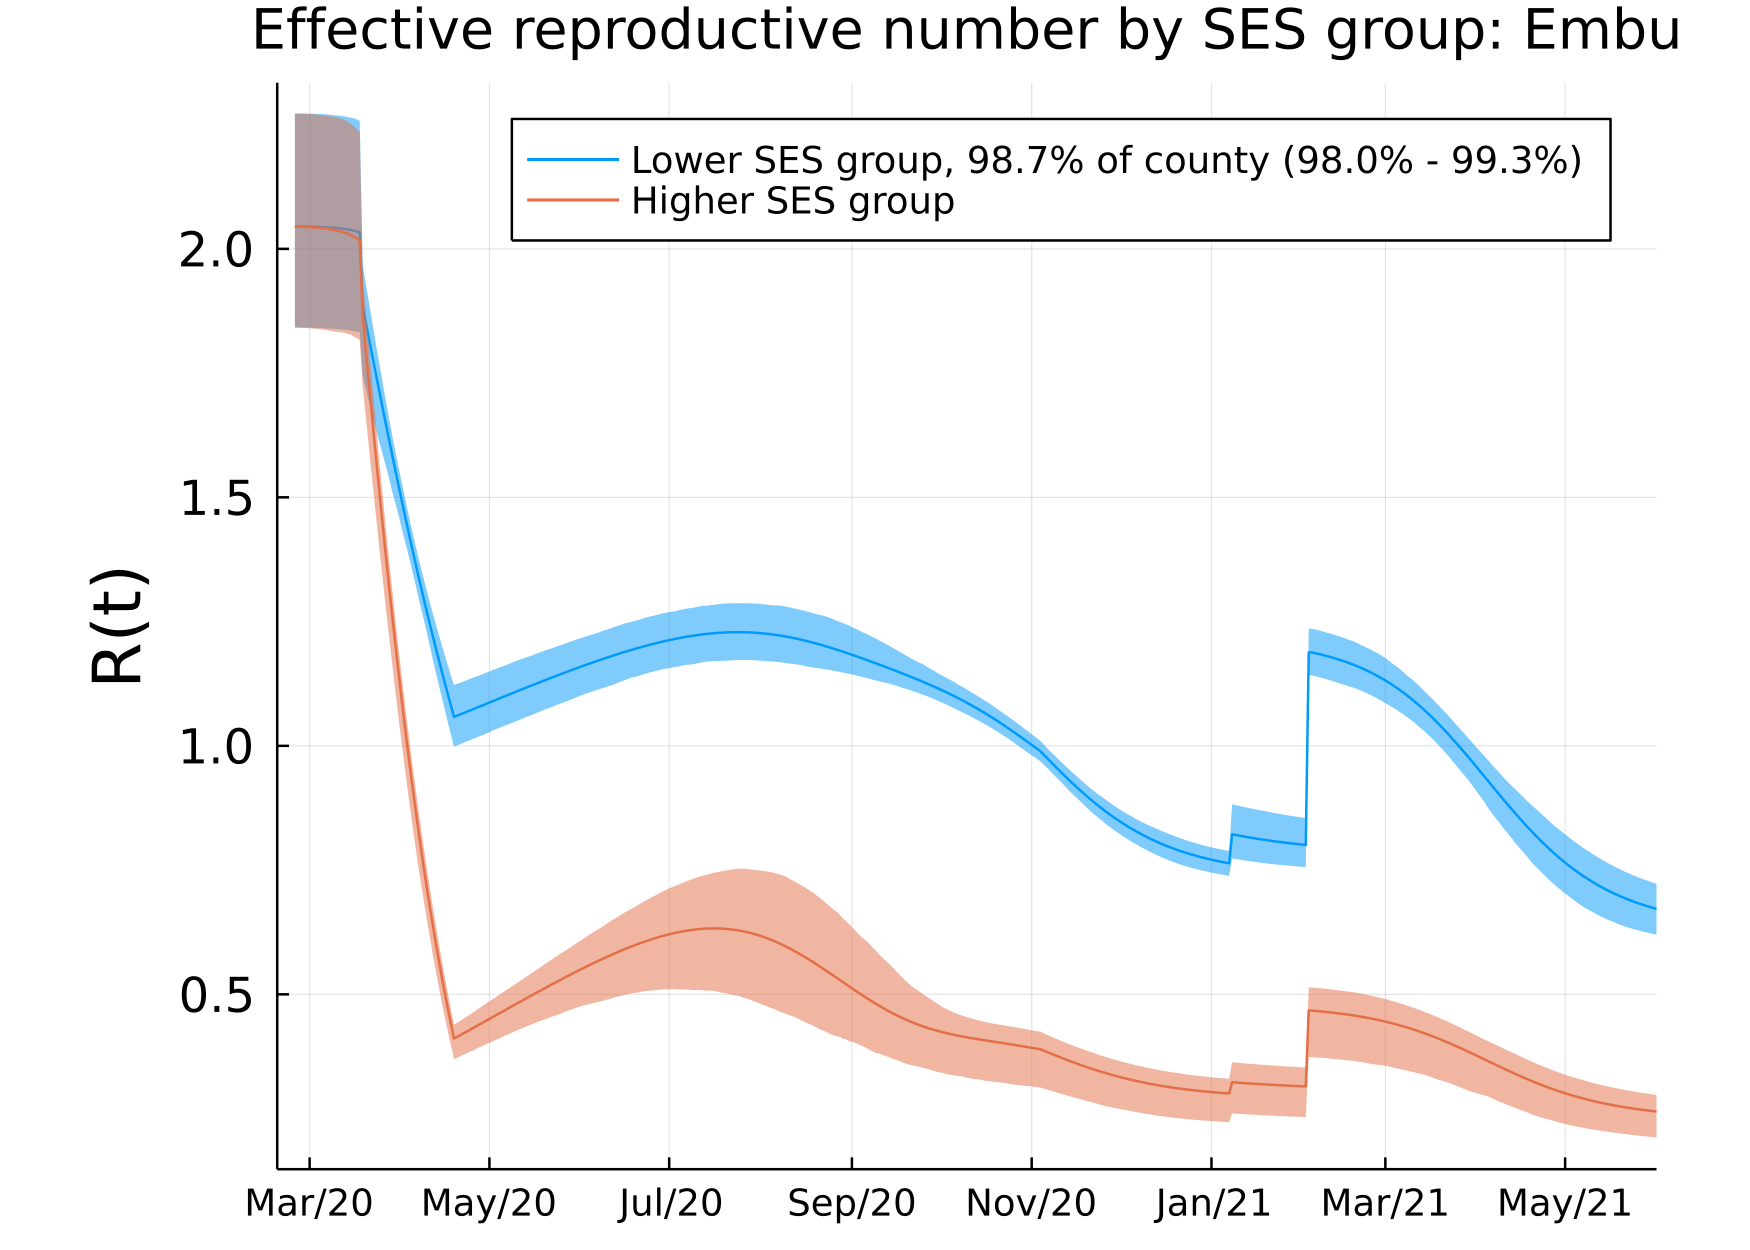 Effective reproductive number by SES group: Embu
Lower SES group, 98.7% of county (98.0% - 99.3%)
Higher SES group
R(t)
2.0
1.5
1.0
0.5
Mar/20 May/20 Jul/20 Sep/20 Nov/20 Jan/21 Mar/21 May/21